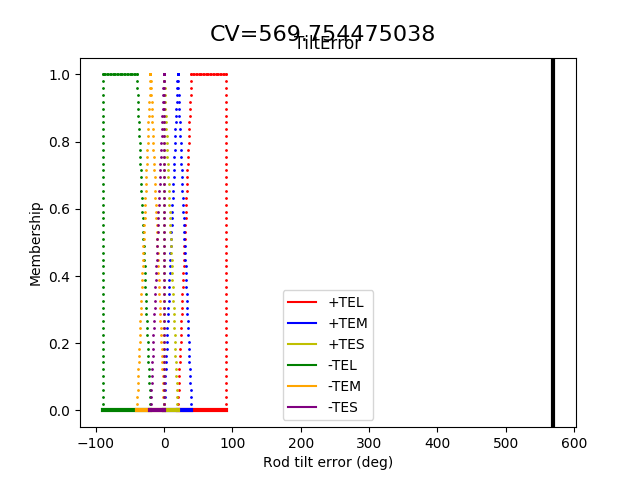 CV=569.754475038
TiltError
1.0
0.8
0.6
0.4
0.2
0.0
Membership
+TEL
+TEM
+TES
-TEL
-TEM
-TES
−100 0 100 200 300 400 500 600
Rod tilt error (deg)